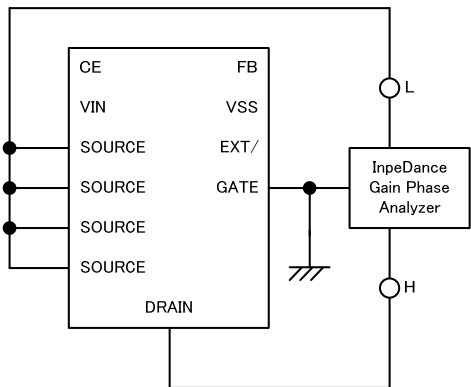 CE FB
VIN VSS
SOURCE EXT/
SOURCE GATE
SOURCE
SOURCE
DRAIN
L
InpeDance
Gain Phase
Analyzer
H